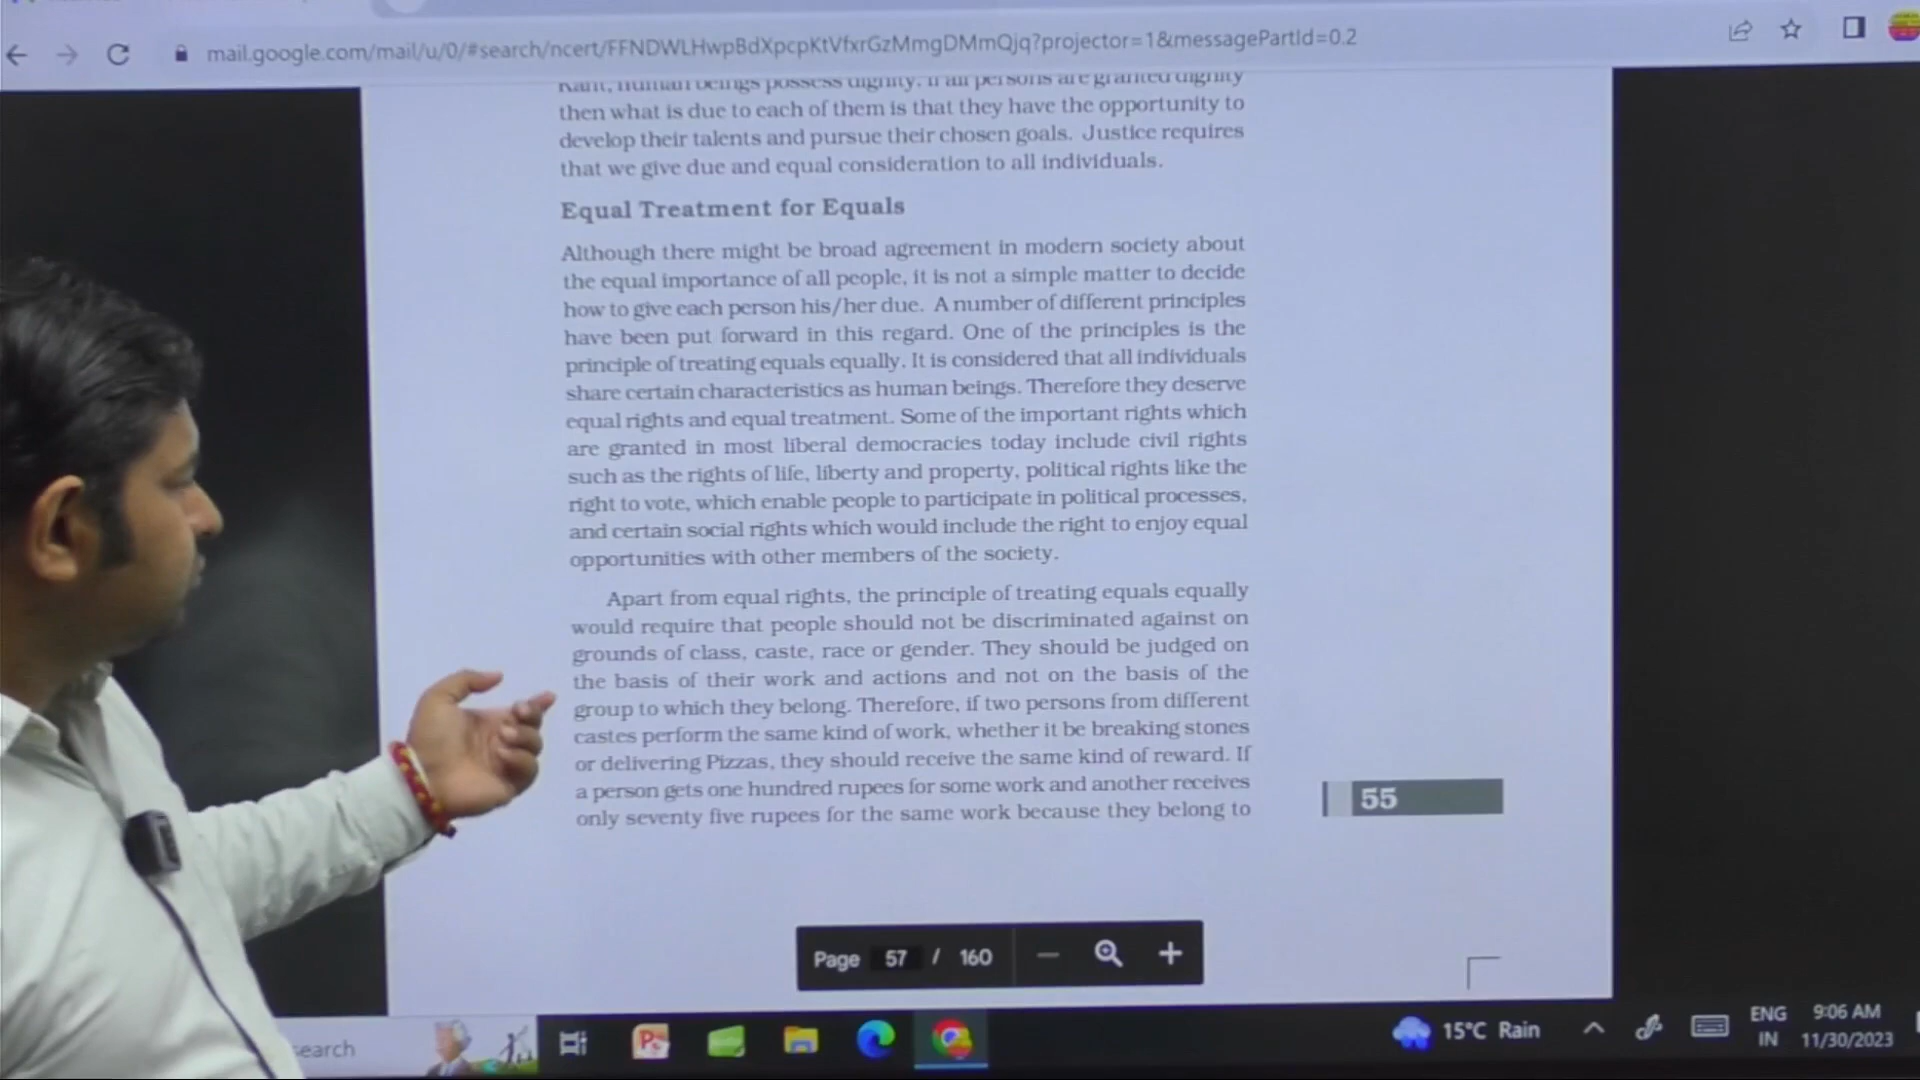 mail.google.com/mail/u/0/#search/ncert/FFNDWLHwpBdXpcpKtVfxrGzMmgDMmQjq?projector=1&messagePartId=0.2
Kant, human beings possess dignity. If all persons are granted dignity
then what is due to each of them is that they have the opportunity to
develop their talents and pursue their chosen goals. Justice requires
that we give due and equal consideration to all individuals.
Equal Treatment for Equals
Although there might be broad agreement in modern society about
the equal importance of all people, it is not a simple matter to decide
how to give each person his/her due. A number of different principles
have been put forward in this regard. One of the principles is the
principle of treating equals equally. It is considered that all individuals
share certain characteristics as human beings. Therefore they deserve
equal rights and equal treatment. Some of the important rights which
are granted in most liberal democracies today include civil rights
such as the rights of life, liberty and property, political rights like the
right to vote, which enable people to participate in political processes,
and certain social rights which would include the right to enjoy equal
opportunities with other members of the society.
Apart from equal rights, the principle of treating equals equally
would require that people should not be discriminated against on
grounds of class, caste, race or gender. They should be judged on
the basis of their work and actions and not on the basis of the
group to which they belong. Therefore, if two persons from different
castes perform the same kind of work, whether it be breaking stones
or delivering Pizzas, they should receive the same kind of reward. If
a person gets one hundred rupees for some work and another receives
only seventy five rupees for the same work because they belong to
55
Page 57 / 160
earch
15°C Rain
ENG
IN
9:06 AM
11/30/2023